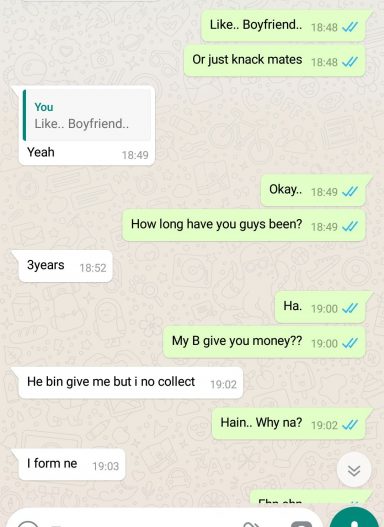 Like.. Boyfriend.. 18:48
Or just knack mates 18:48
You
Like.. Boyfriend..
Yeah 18:49
Okay.. 18:49
How long have you guys been? 18:49
3years 18:52
Ha. 19:00
My B give you money?? 19:00
He bin give me but i no collect 19:02
Hain.. Why na? 19:02
I form ne 19:03